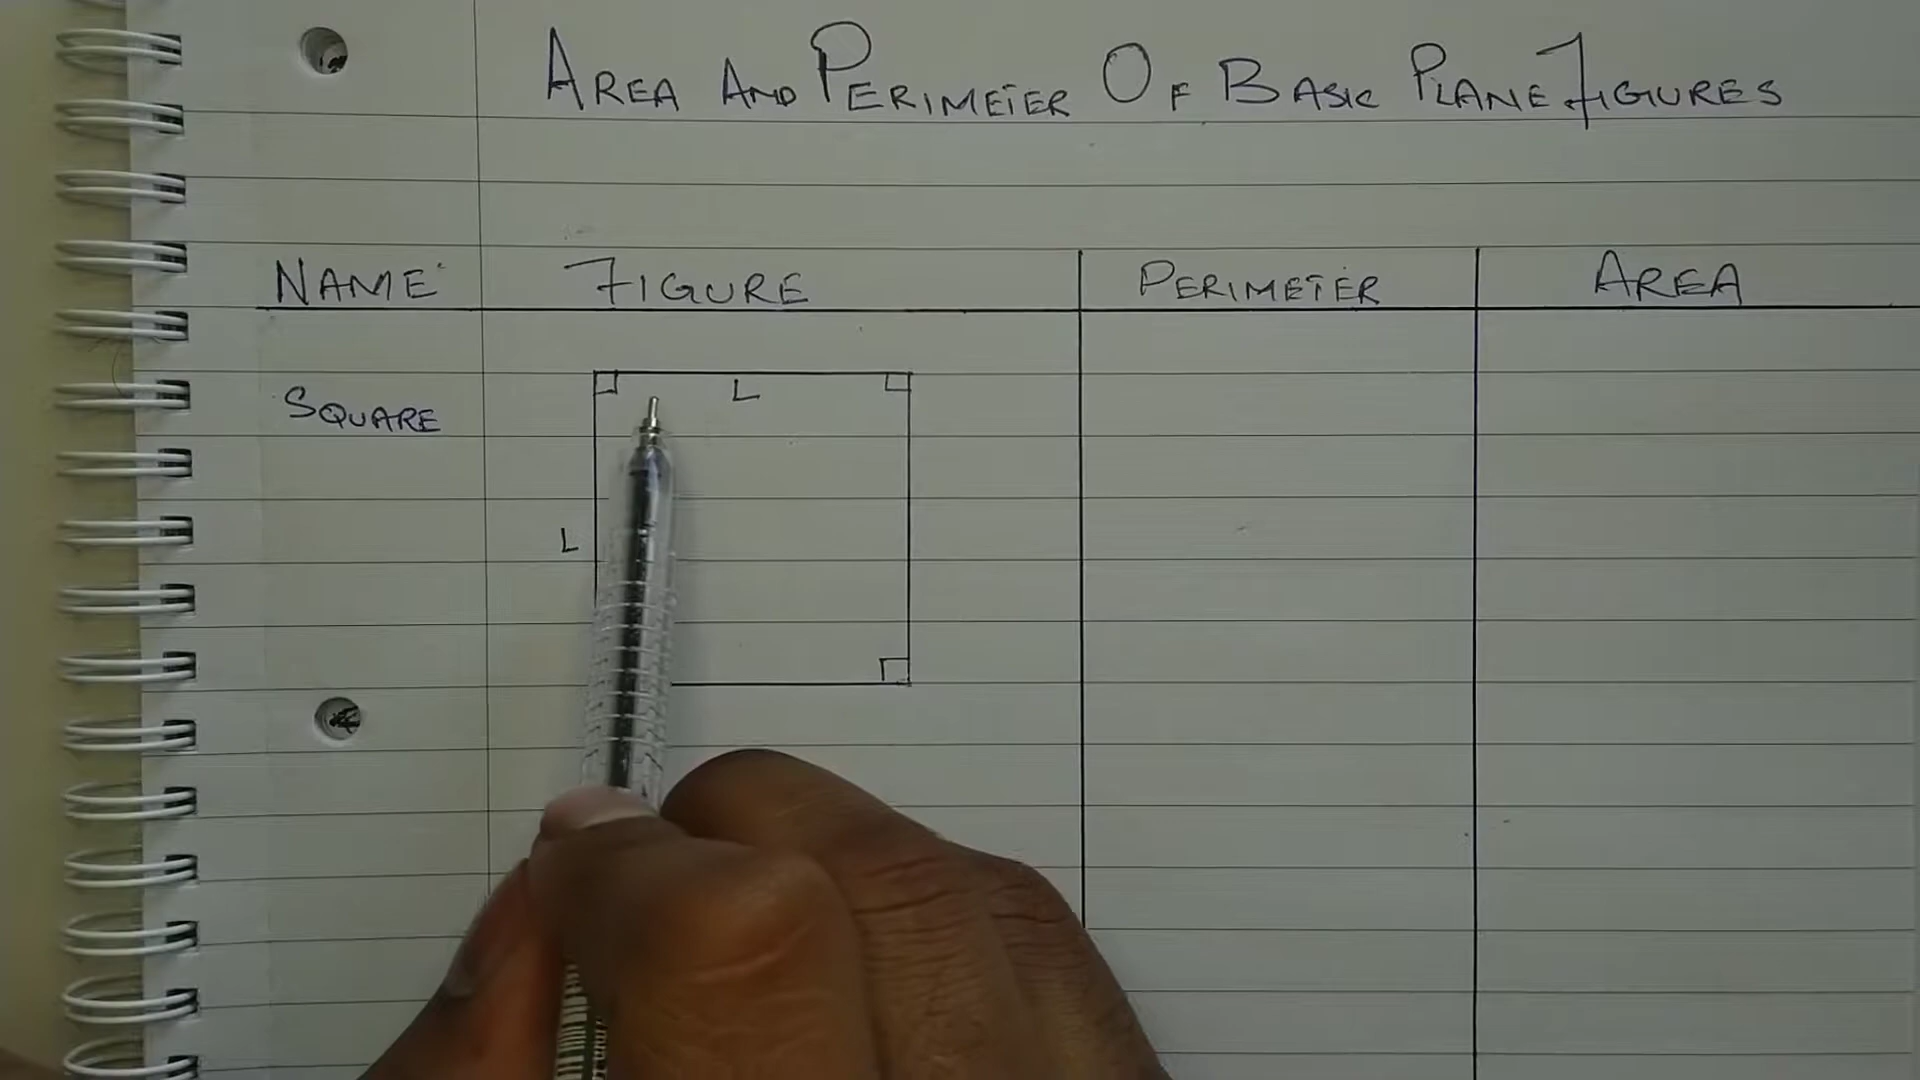 AREA AND PERIMETER OF BASIC PLANE FIGURES
NAME FIGURE PERIMETER AREA
SQUARE
L
L